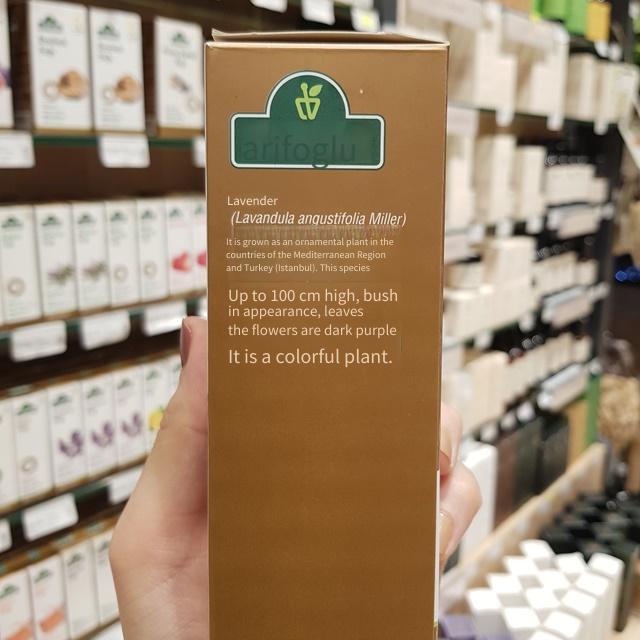 arifoglu
Lavender
(Lavandula angustifolia Miller)
It is grown as an ornamental plant in the
countries of the Mediterranean Region
and Turkey (Istanbul). This species
Up to 100 cm high, bush
in appearance, leaves
the flowers are dark purple
It is a colorful plant.